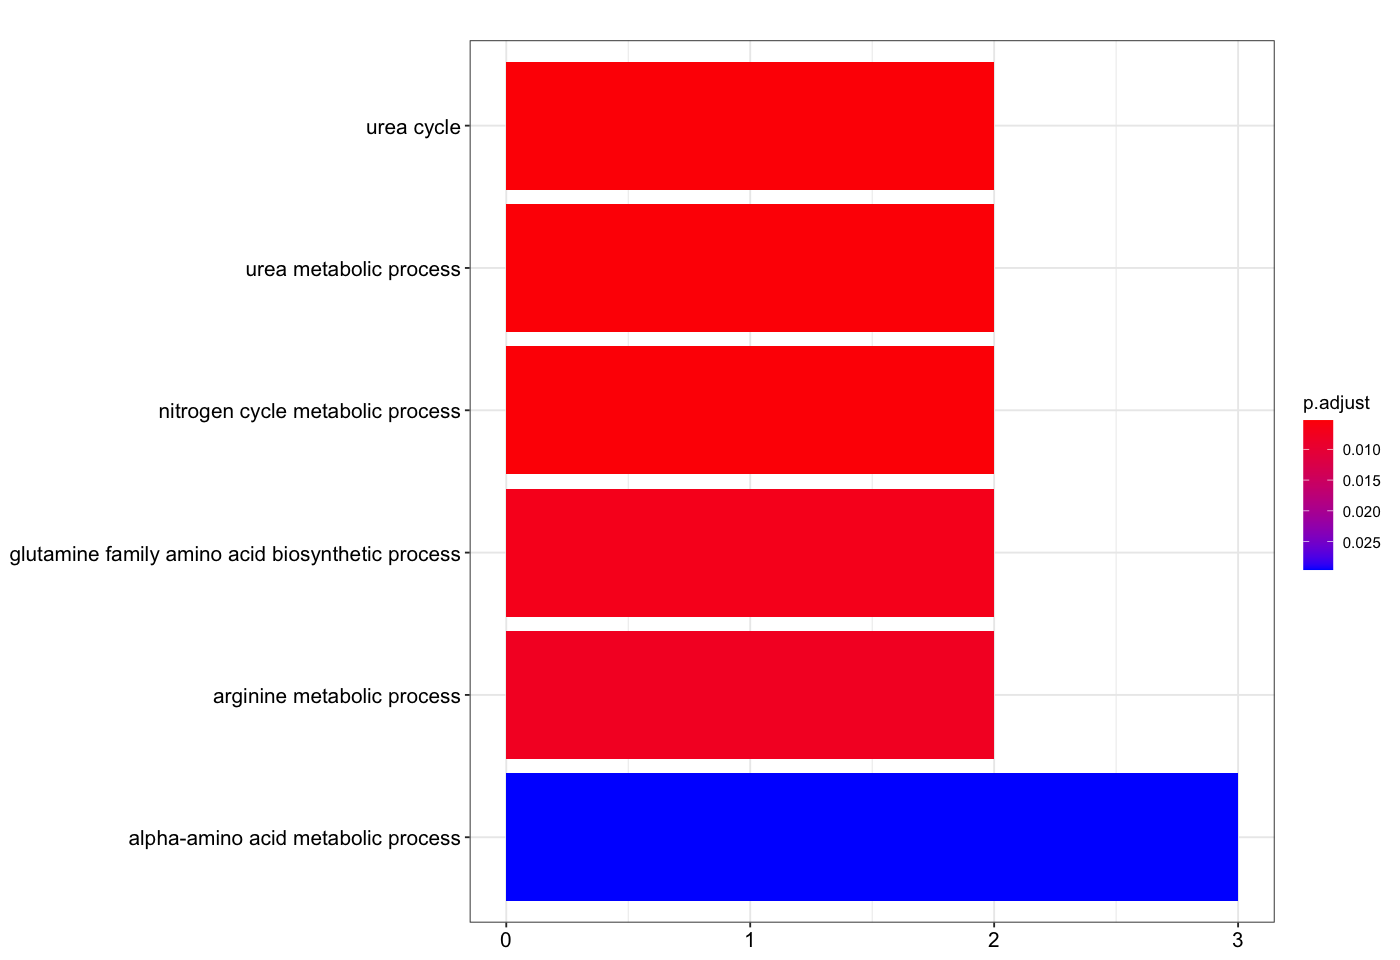 urea cycle
urea metabolic process
nitrogen cycle metabolic process
glutamine family amino acid biosynthetic process
arginine metabolic process
alpha-amino acid metabolic process
0 1 2 3
p.adjust
0.010
0.015
0.020
0.025